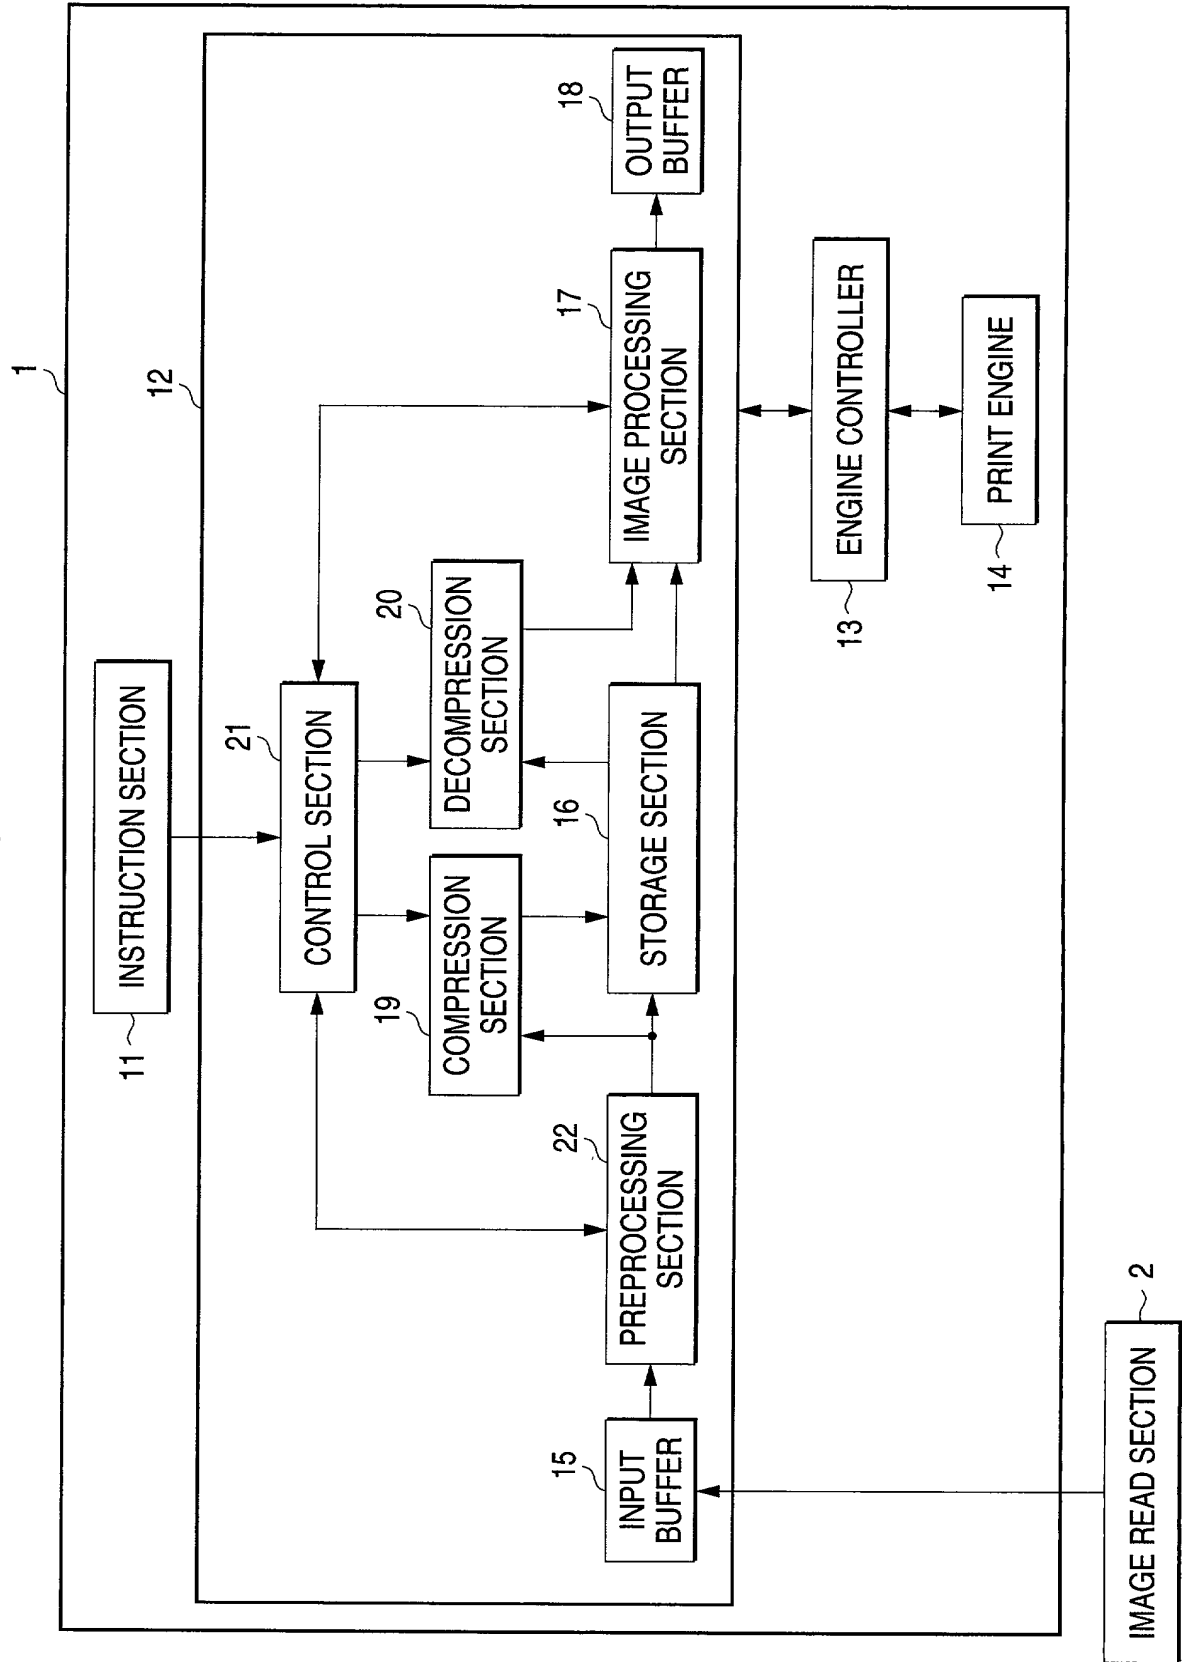 1
INSTRUCTION SECTION
11
12
CONTROL SECTION
21
COMPRESSION
SECTION
19
DECOMPRESSION
SECTION
20
INPUT
BUFFER
15
PREPROCESSING
SECTION
22
STORAGE SECTION
16
IMAGE PROCESSING
SECTION
17
OUTPUT
BUFFER
18
ENGINE CONTROLLER
13
PRINT ENGINE
14
IMAGE READ SECTION
2